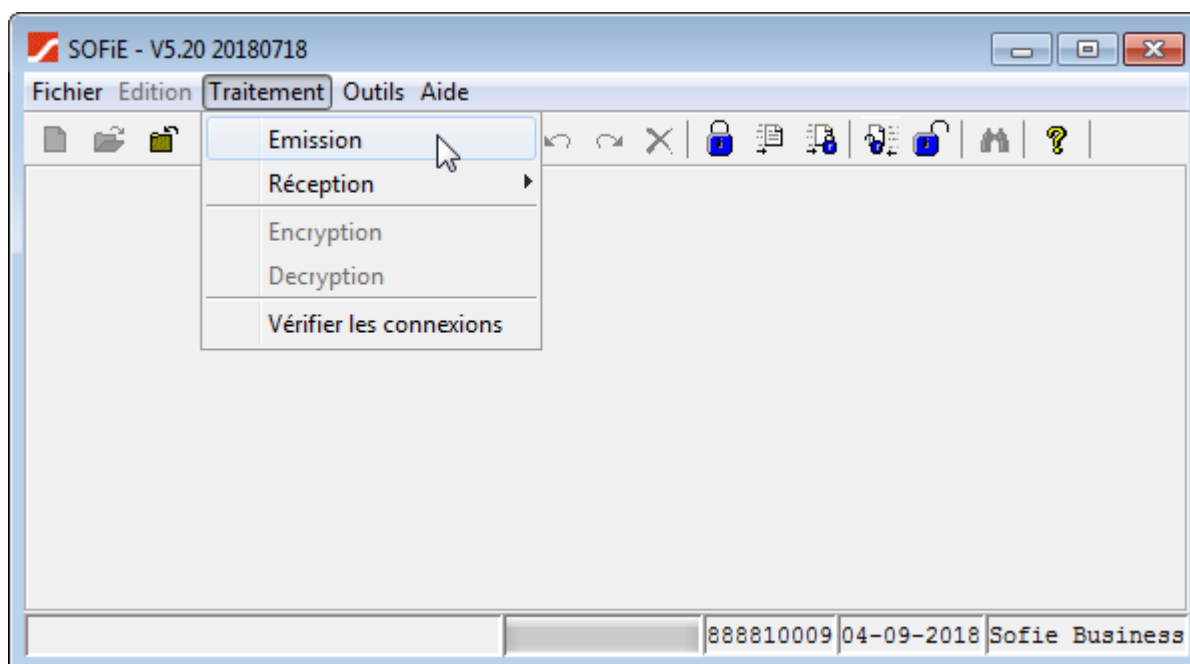 SOFiE - V5.20 20180718
Fichier Edition Traitement Outils Aide
Emission
Réception
Encryption
Decryption
Vérifier les connexions
888810009 04-09-2018 Sofie Business